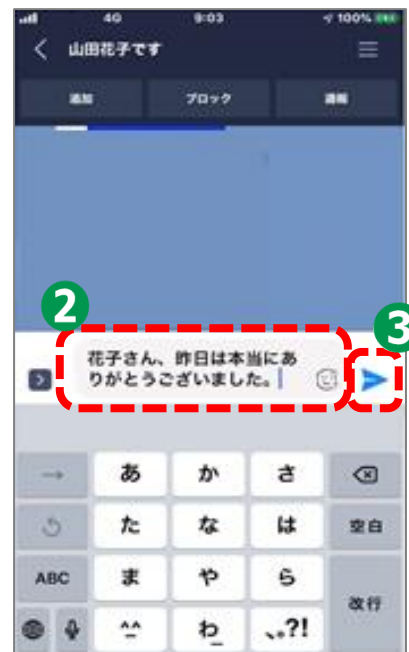 4G 9:03 100%
山田花子です
追加 ブロック 通報
2
3
花子さん、昨日は本当にあ
りがとうございました。
→ あ か さ
た な は 空白
ABC ま や ら 改行
^^ わ_ 、。?!